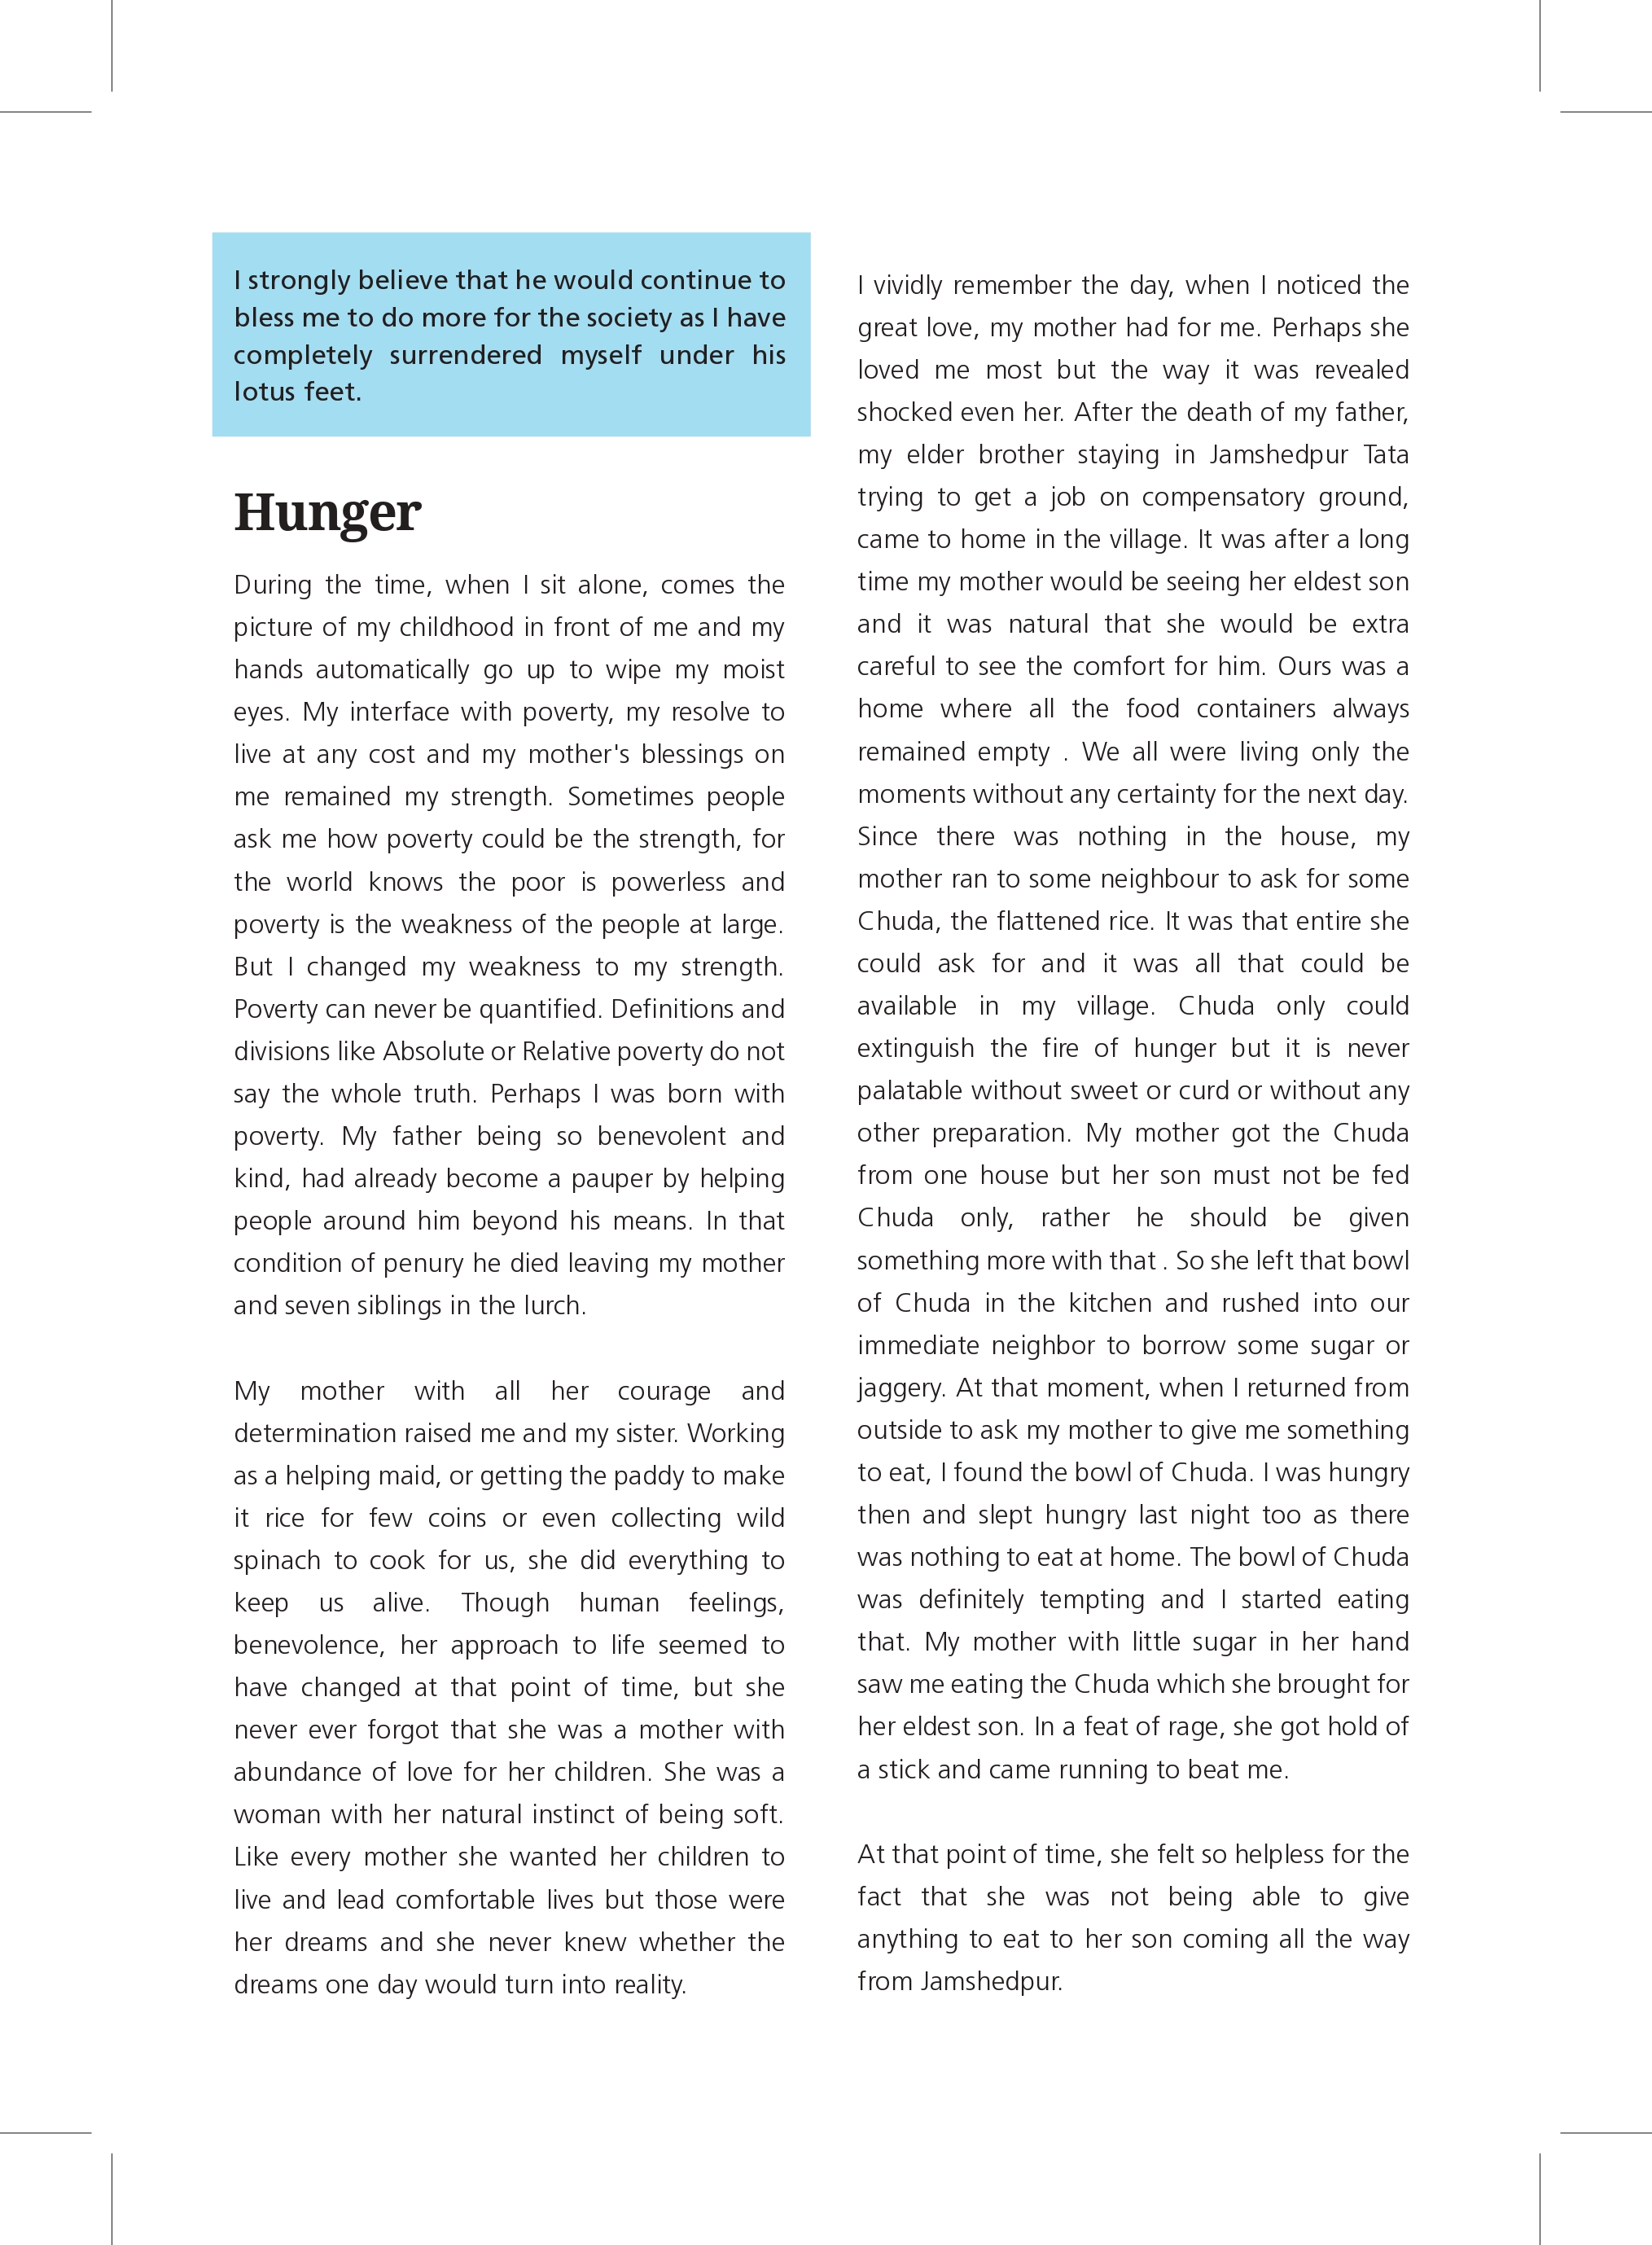 I strongly believe that he would continue to
bless me to do more for the society as I have
completely surrendered myself under his
lotus feet.
Hunger
During the time, when I sit alone, comes the
picture of my childhood in front of me and my
hands automatically go up to wipe my moist
eyes. My interface with poverty, my resolve to
live at any cost and my mother's blessings on
me remained my strength. Sometimes people
ask me how poverty could be the strength, for
the world knows the poor is powerless and
poverty is the weakness of the people at large.
But I changed my weakness to my strength.
Poverty can never be quantified. Definitions and
divisions like Absolute or Relative poverty do not
say the whole truth. Perhaps I was born with
poverty. My father being so benevolent and
kind, had already become a pauper by helping
people around him beyond his means. In that
condition of penury he died leaving my mother
and seven siblings in the lurch.
My mother with all her courage and
determination raised me and my sister. Working
as a helping maid, or getting the paddy to make
it rice for few coins or even collecting wild
spinach to cook for us, she did everything to
keep us alive. Though human feelings,
benevolence, her approach to life seemed to
have changed at that point of time, but she
never ever forgot that she was a mother with
abundance of love for her children. She was a
woman with her natural instinct of being soft.
Like every mother she wanted her children to
live and lead comfortable lives but those were
her dreams and she never knew whether the
dreams one day would turn into reality.
I vividly remember the day, when I noticed the
great love, my mother had for me. Perhaps she
loved me most but the way it was revealed
shocked even her. After the death of my father,
my elder brother staying in Jamshedpur Tata
trying to get a job on compensatory ground,
came to home in the village. It was after a long
time my mother would be seeing her eldest son
and it was natural that she would be extra
careful to see the comfort for him. Ours was a
home where all the food containers always
remained empty . We all were living only the
moments without any certainty for the next day.
Since there was nothing in the house, my
mother ran to some neighbour to ask for some
Chuda, the flattened rice. It was that entire she
could ask for and it was all that could be
available in my village. Chuda only could
extinguish the fire of hunger but it is never
palatable without sweet or curd or without any
other preparation. My mother got the Chuda
from one house but her son must not be fed
Chuda only, rather he should be given
something more with that . So she left that bowl
of Chuda in the kitchen and rushed into our
immediate neighbor to borrow some sugar or
jaggery. At that moment, when I returned from
outside to ask my mother to give me something
to eat, I found the bowl of Chuda. I was hungry
then and slept hungry last night too as there
was nothing to eat at home. The bowl of Chuda
was definitely tempting and I started eating
that. My mother with little sugar in her hand
saw me eating the Chuda which she brought for
her eldest son. In a feat of rage, she got hold of
a stick and came running to beat me.
At that point of time, she felt so helpless for the
fact that she was not being able to give
anything to eat to her son coming all the way
from Jamshedpur.